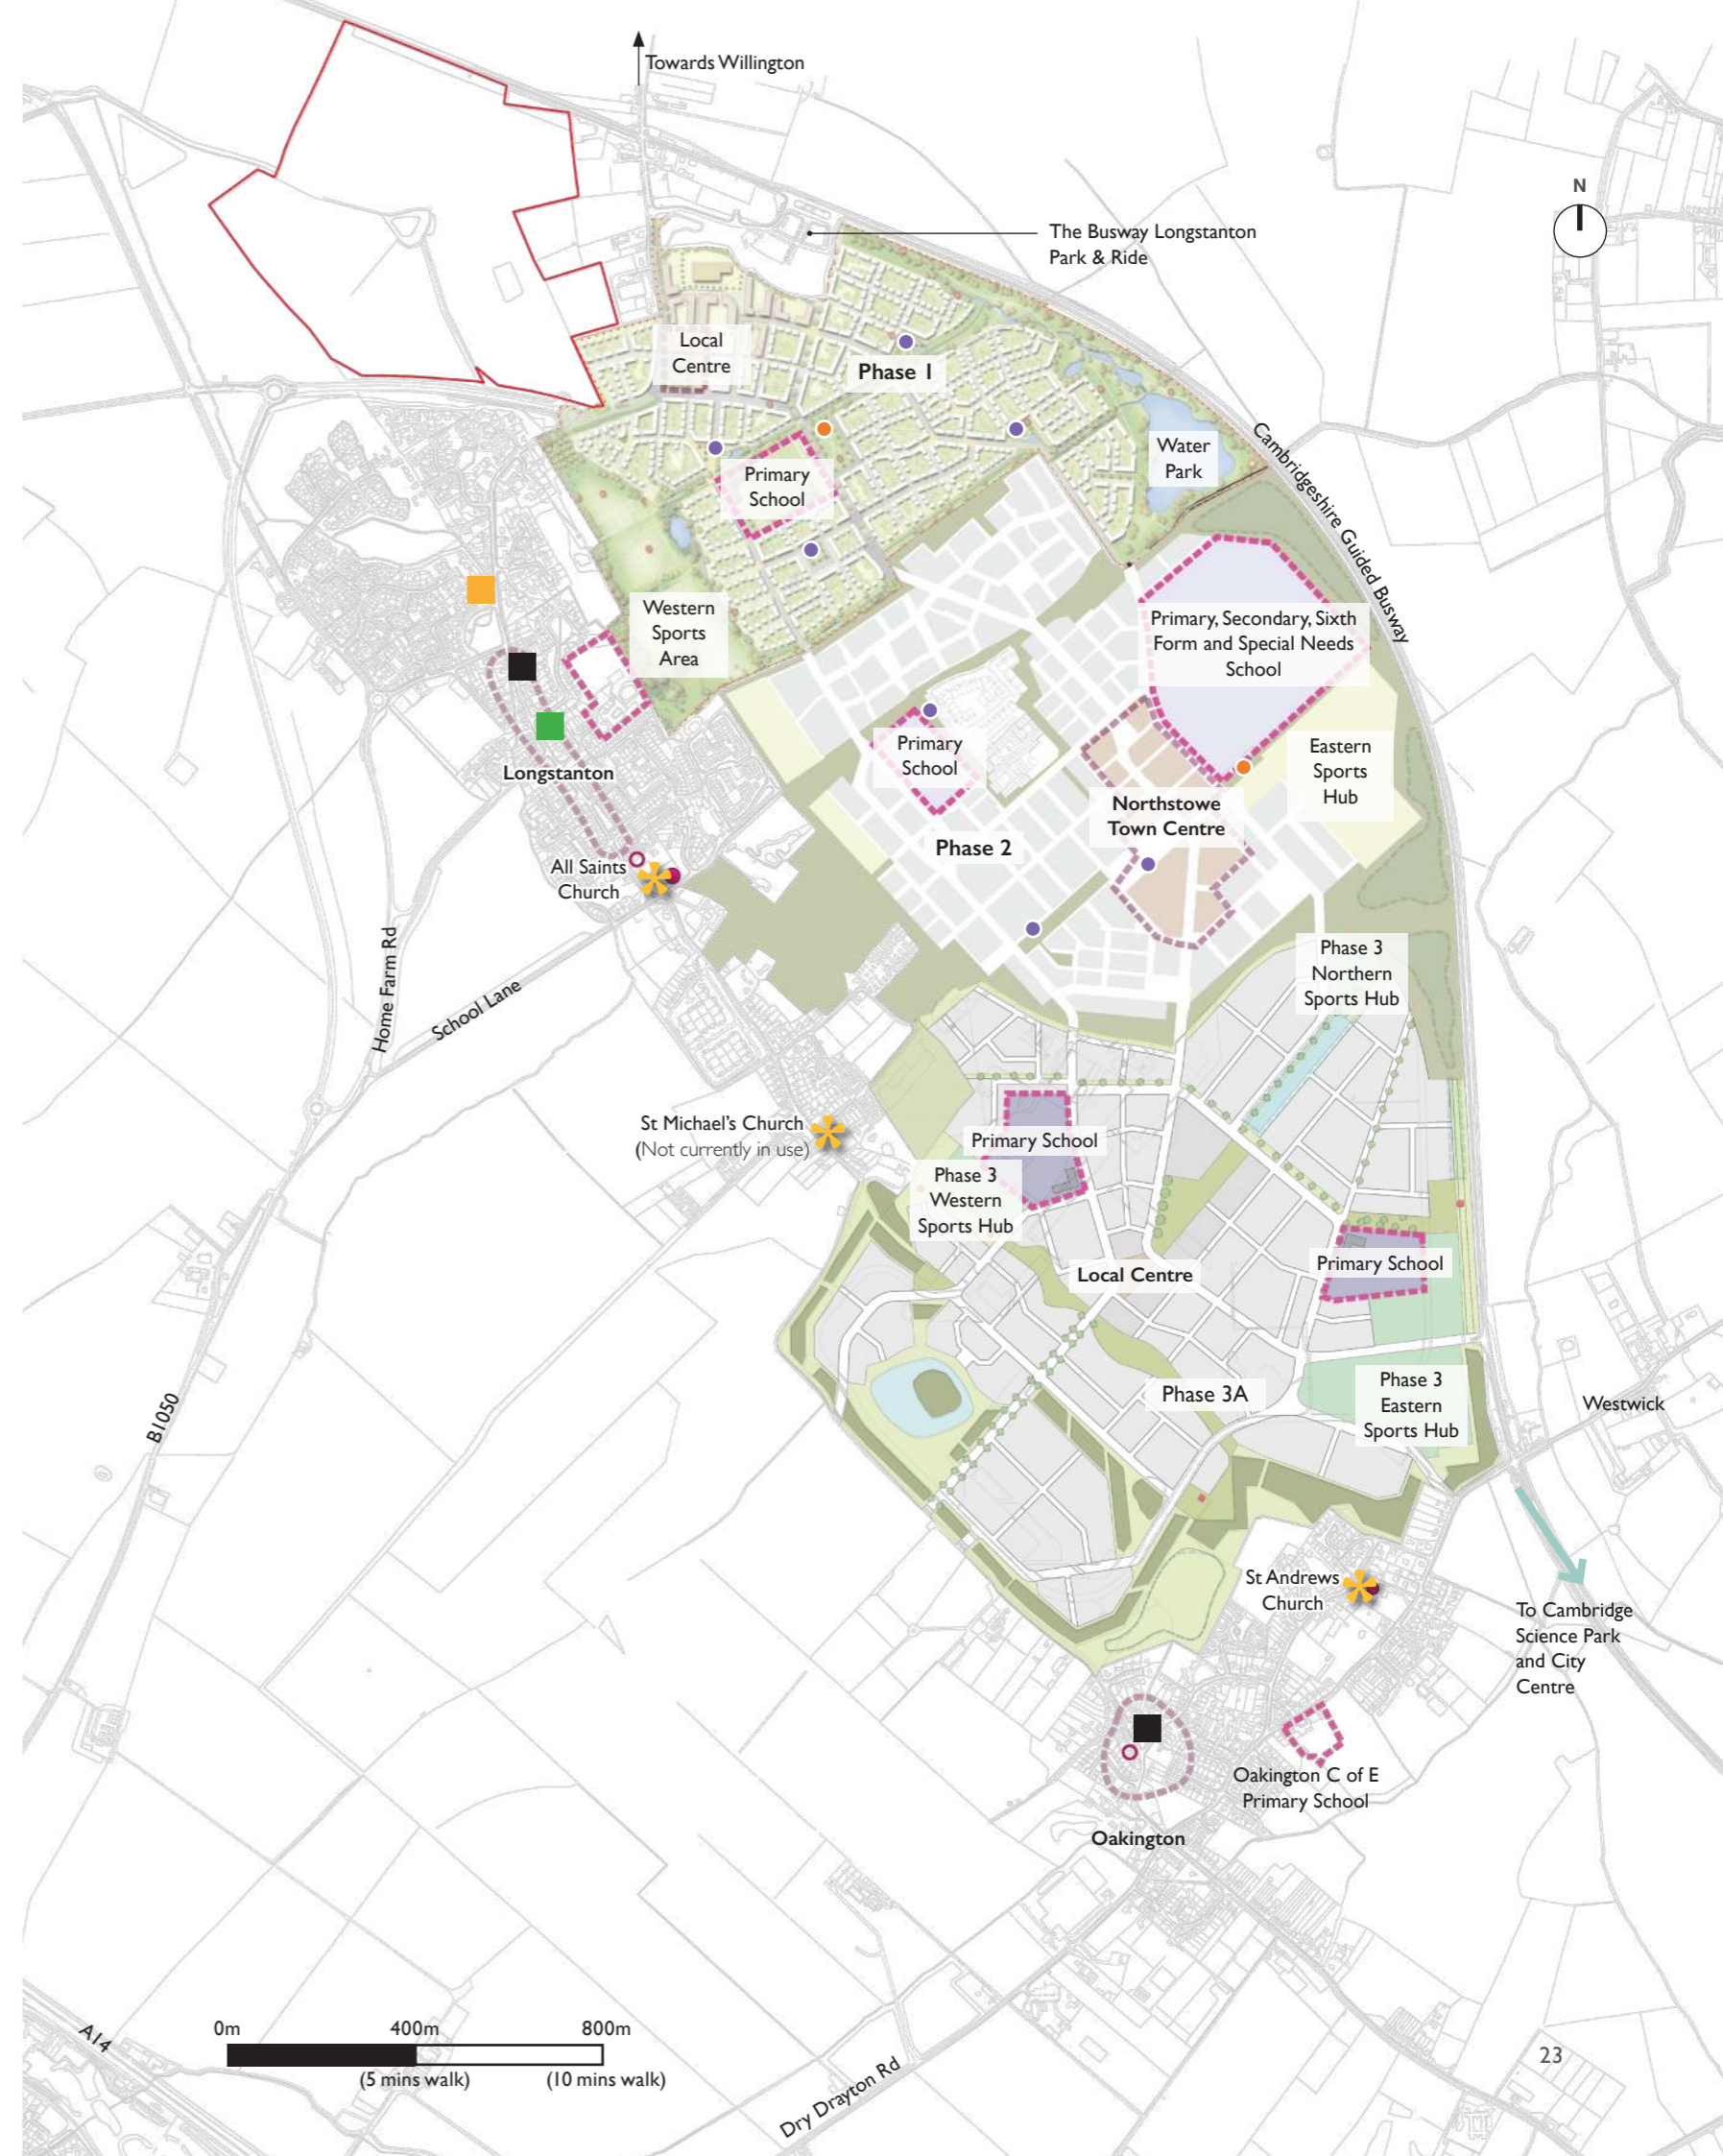 Towards Willington
N
The Busway Longstanton
Park & Ride
Local
Centre
Phase 1
Water
Park
Cambridgeshire Guided Busway
Primary
School
Western
Sports
Area
Primary, Secondary, Sixth
Form and Special Needs
School
Primary
School
Eastern
Sports
Hub
Longstanton
Northstowe
Town Centre
Phase 2
All Saints
Church
Home Farm Rd
School Lane
Phase 3
Northern
Sports Hub
St Michael's Church
(Not currently in use)
Primary School
Phase 3
Western
Sports Hub
Local Centre
Primary School
Phase 3A
Phase 3
Eastern
Sports Hub
Westwick
B1050
St Andrews
Church
To Cambridge
Science Park
and City
Centre
Oakington C of E
Primary School
Oakington
A14
0m 400m 800m
(5 mins walk) (10 mins walk)
Dry Drayton Rd
23